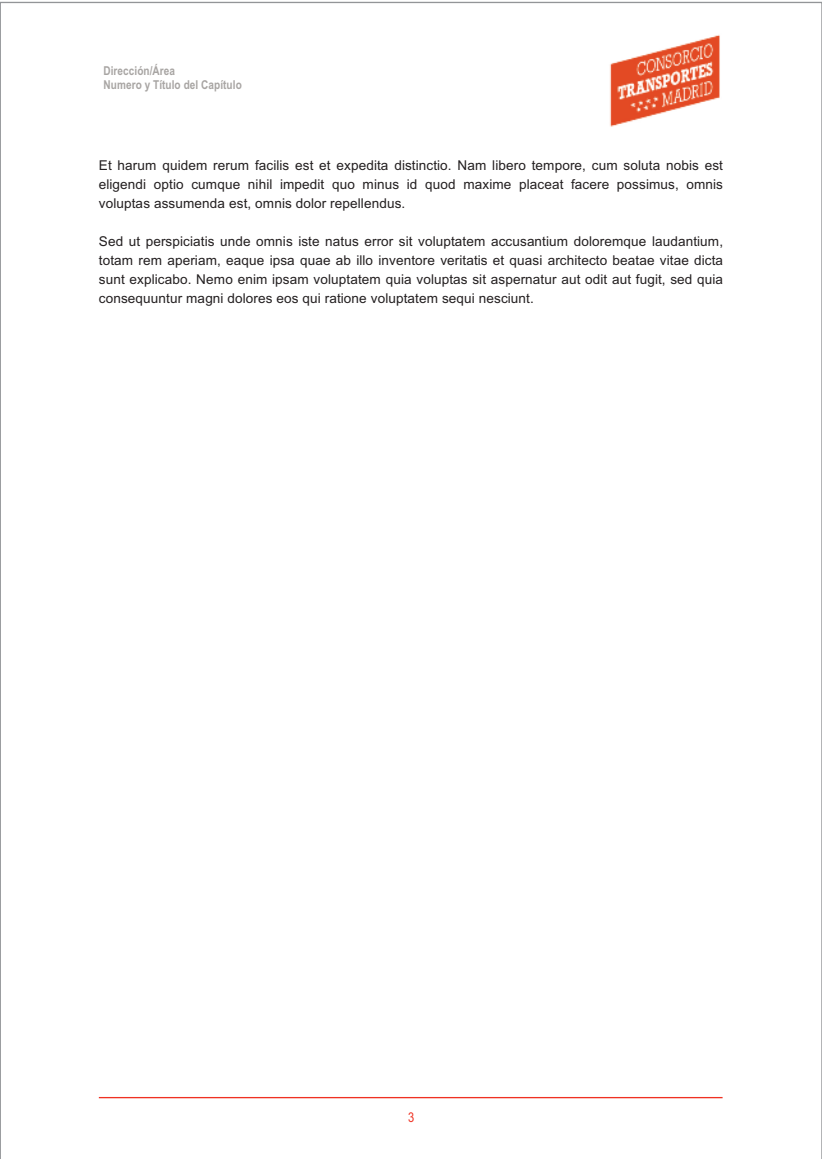 Dirección/Área
Numero y Título del Capítulo
CONSORCIO
TRANSPORTES
MADRID
Et harum quidem rerum facilis est et expedita distinctio. Nam libero tempore, cum soluta nobis est
eligendi optio cumque nihil impedit quo minus id quod maxime placeat facere possimus, omnis
voluptas assumenda est, omnis dolor repellendus.
Sed ut perspiciatis unde omnis iste natus error sit voluptatem accusantium doloremque laudantium,
totam rem aperiam, eaque ipsa quae ab illo inventore veritatis et quasi architecto beatae vitae dicta
sunt explicabo. Nemo enim ipsam voluptatem quia voluptas sit aspernatur aut odit aut fugit, sed quia
consequuntur magni dolores eos qui ratione voluptatem sequi nesciunt.
3